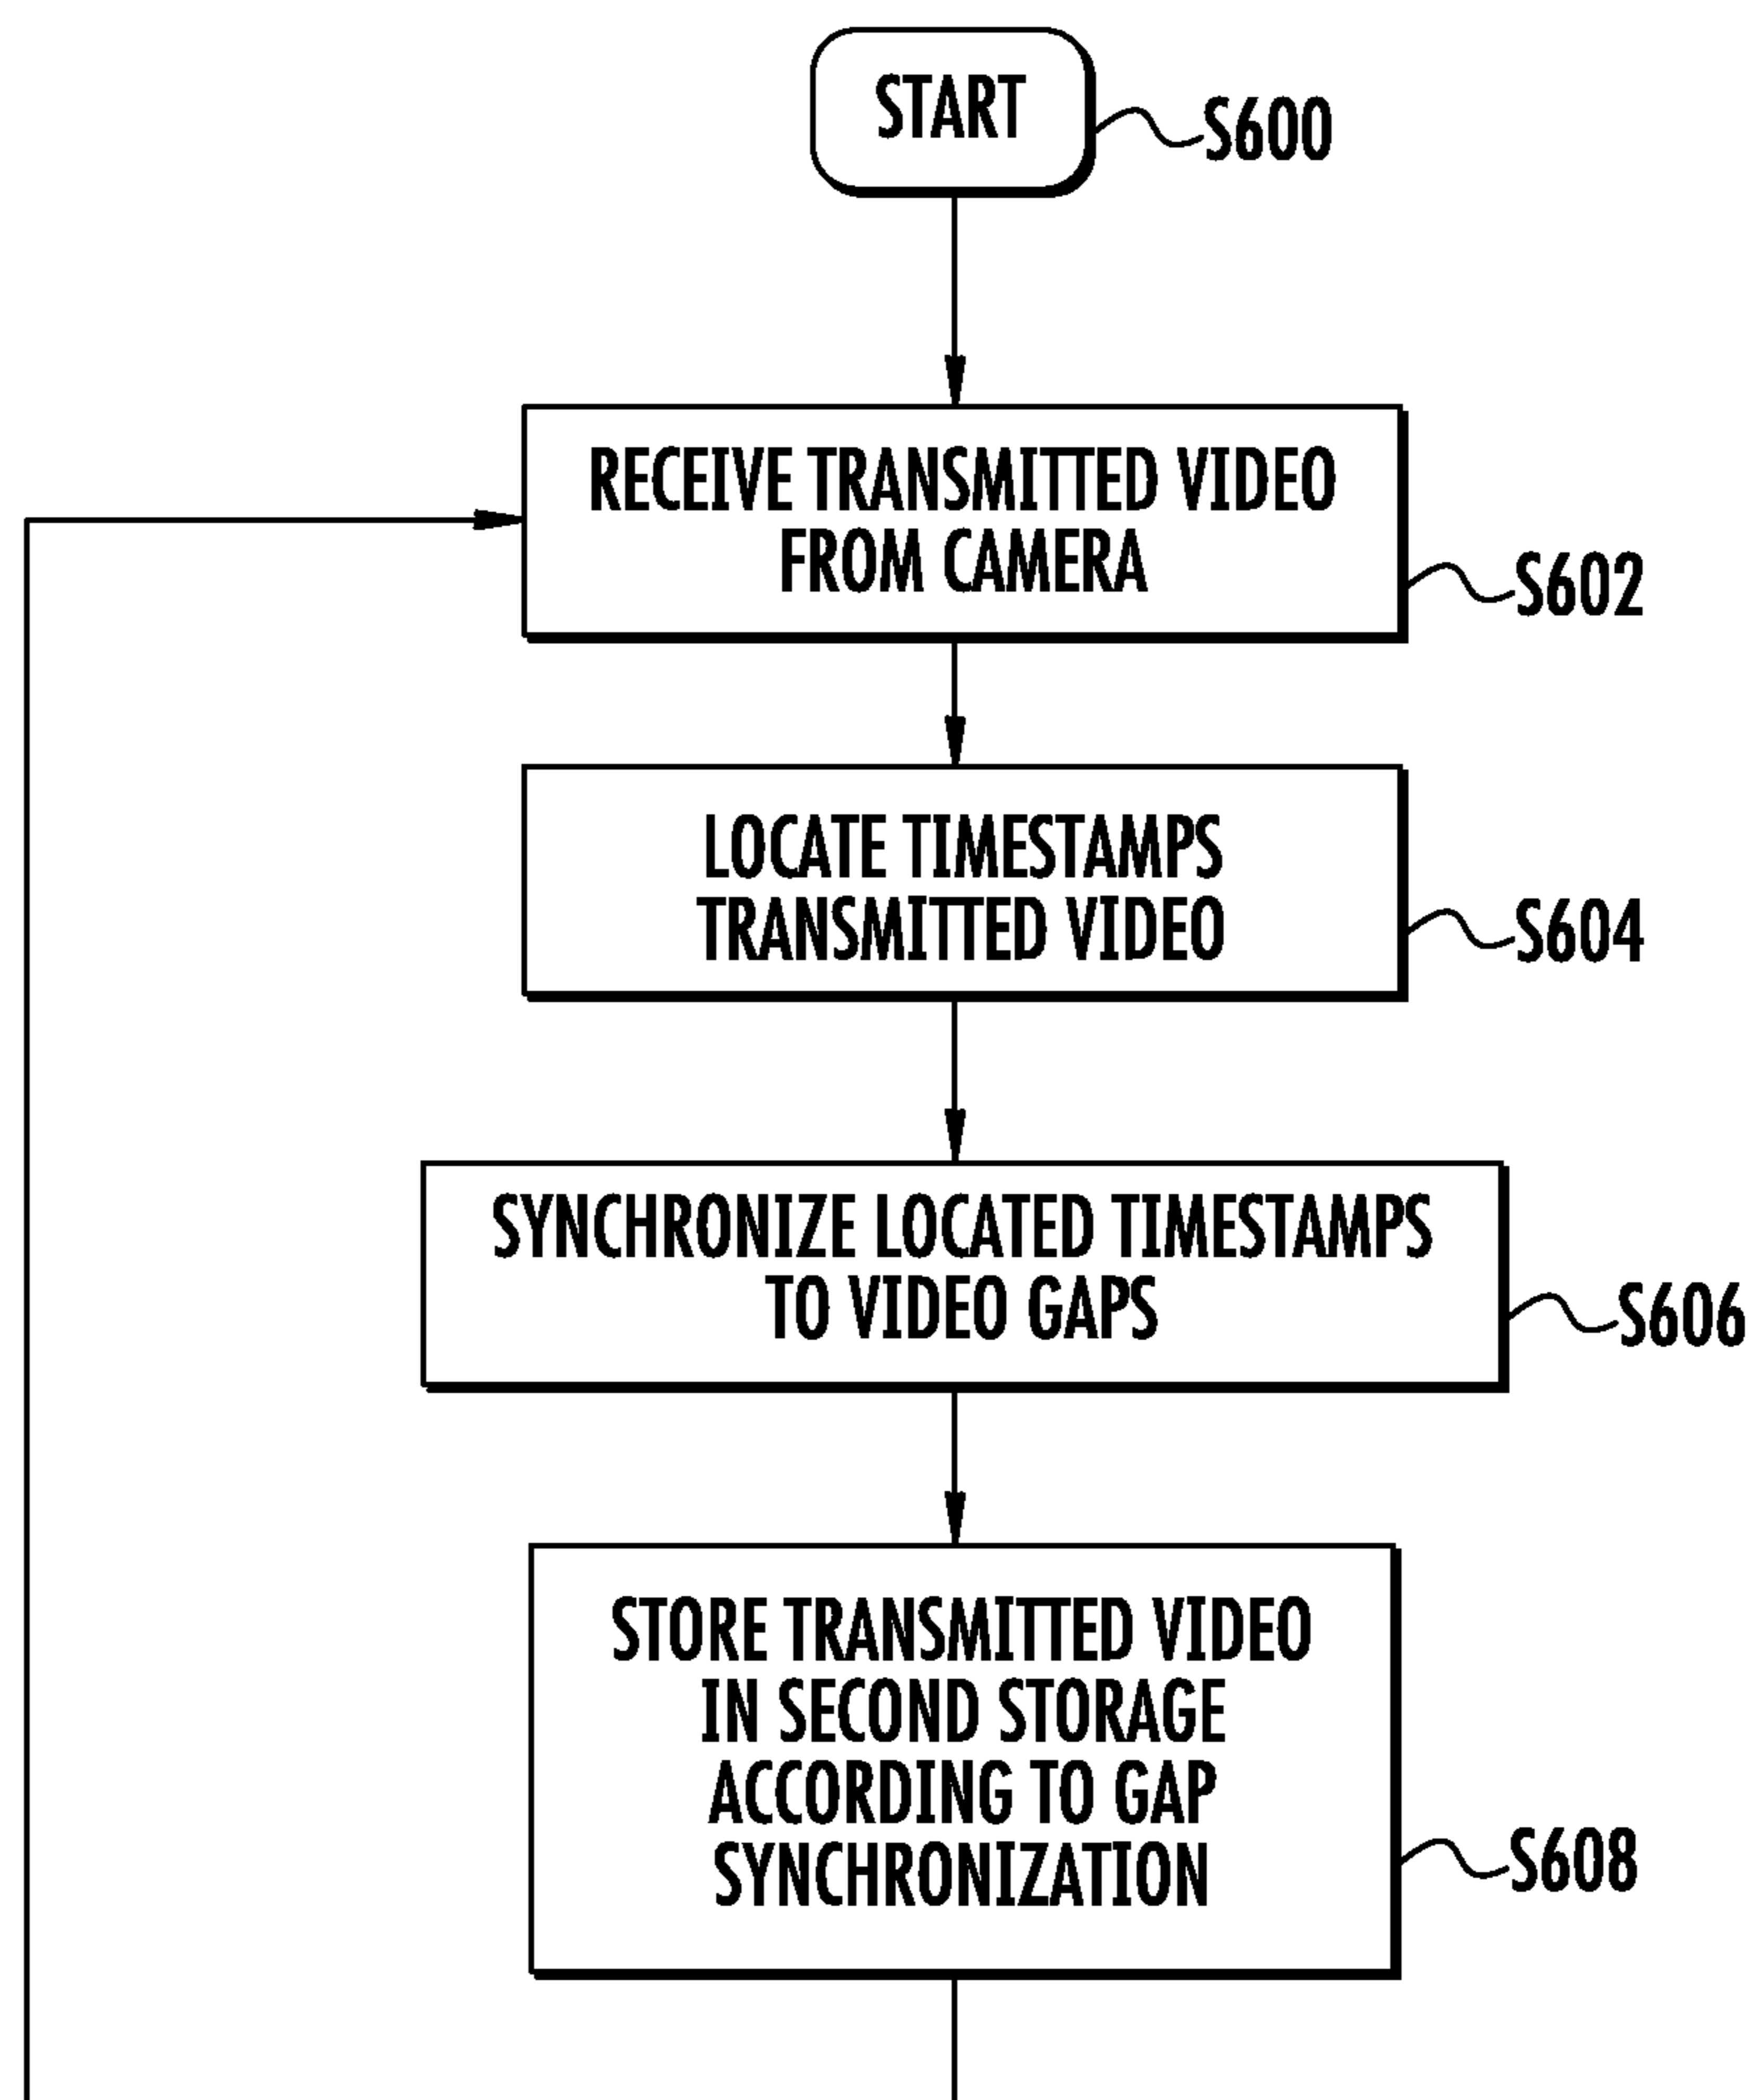 START
S600
RECEIVE TRANSMITTED VIDEO
FROM CAMERA
S602
LOCATE TIMESTAMPS
TRANSMITTED VIDEO
S604
SYNCHRONIZE LOCATED TIMESTAMPS
TO VIDEO GAPS
S606
STORE TRANSMITTED VIDEO
IN SECOND STORAGE
ACCORDING TO GAP
SYNCHRONIZATION
S608